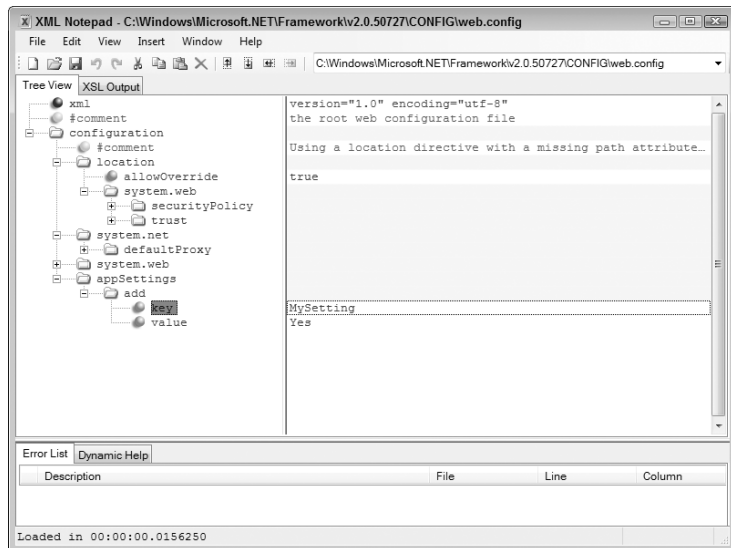 XML Notepad - C:\Windows\Microsoft.NET\Framework\v2.0.50727\CONFIG\web.config
File Edit View Insert Window Help
C:\Windows\Microsoft.NET\Framework\v2.0.50727\CONFIG\web.config
Tree View XSL Output
xml version="1.0" encoding="utf-8"
#comment the root web configuration file
configuration
#comment Using a location directive with a missing path attribute…
location
allowOverride true
system.web
securityPolicy
trust
system.net
defaultProxy
system.web
appSettings
add
key MySetting
value Yes
Error List Dynamic Help
Description File Line Column
Loaded in 00:00:00.0156250